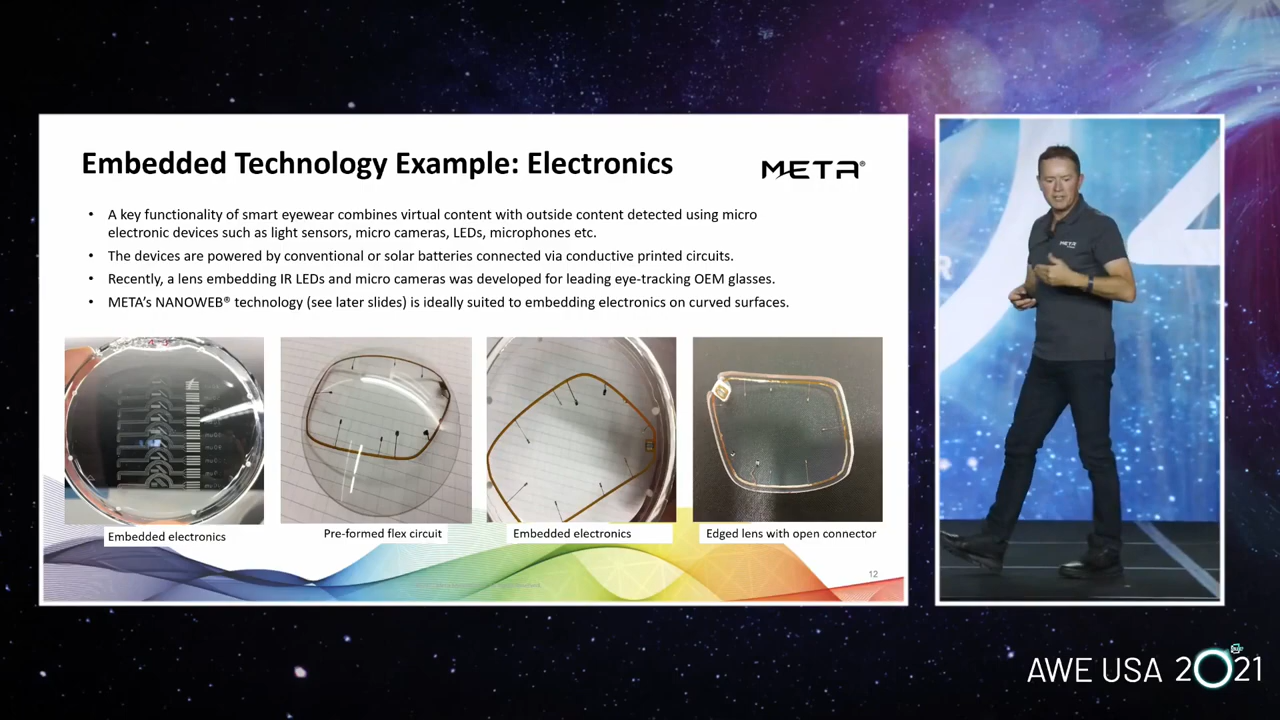 Embedded Technology Example: Electronics
META®
• A key functionality of smart eyewear combines virtual content with outside content detected using micro
electronic devices such as light sensors, micro cameras, LEDs, microphones etc.
• The devices are powered by conventional or solar batteries connected via conductive printed circuits.
• Recently, a lens embedding IR LEDs and micro cameras was developed for leading eye-tracking OEM glasses.
• META’s NANOWEB® technology (see later slides) is ideally suited to embedding electronics on curved surfaces.
Embedded electronics
Pre-formed flex circuit
Embedded electronics
Edged lens with open connector
12
META
AWE USA 2021